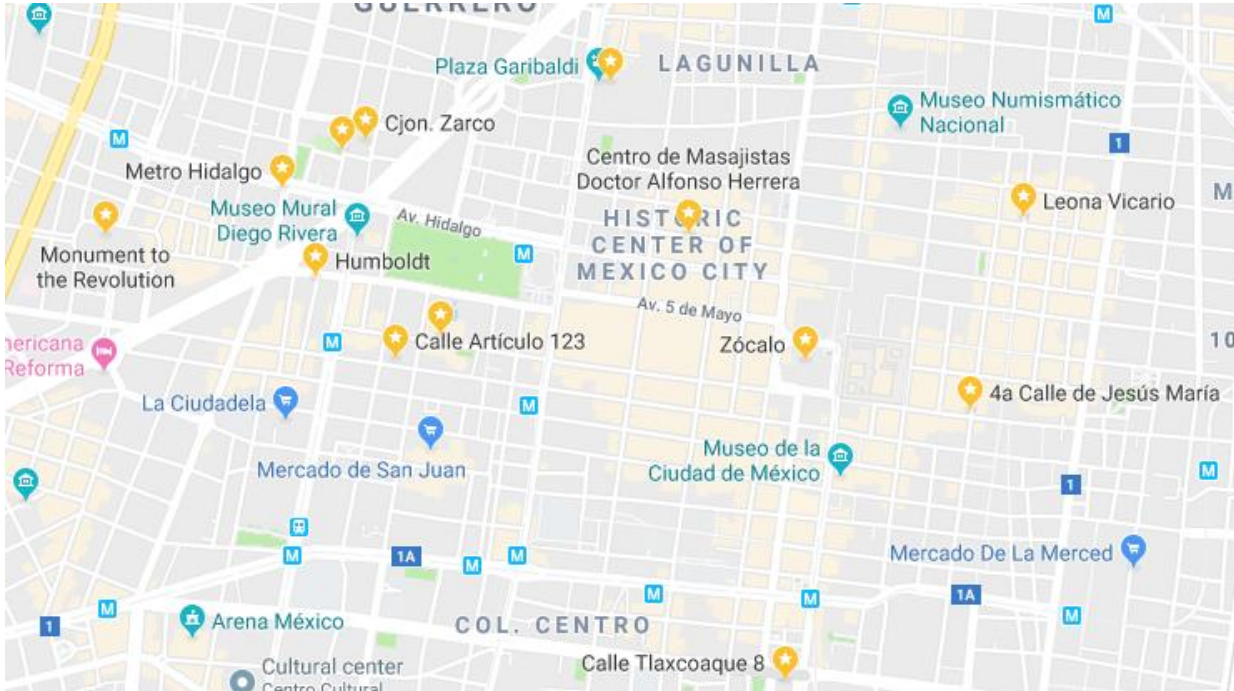 GUERRERO
M
M
Plaza Garibaldi
LAGUNILLA
Museo Numismático
Nacional
Cjon. Zarco
M
1
Metro Hidalgo
Centro de Masajistas
Doctor Alfonso Herrera
Leona Vicario
M
Museo Mural
Diego Rivera
Av. Hidalgo
HISTORIC
CENTER OF
MEXICO CITY
Monument to
the Revolution
Humboldt
M
Av. 5 de Mayo
M
Calle Artículo 123
Zócalo
10
mericana
Reforma
La Ciudadela
M
4a Calle de Jesús María
Mercado de San Juan
Museo de la
Ciudad de México
M
1
M
1A
M
M
Mercado De La Merced
M
M
1A
M
M
1
Arena México
COL. CENTRO
Calle Tlaxcoaque 8
Cultural center
Centro Cultural